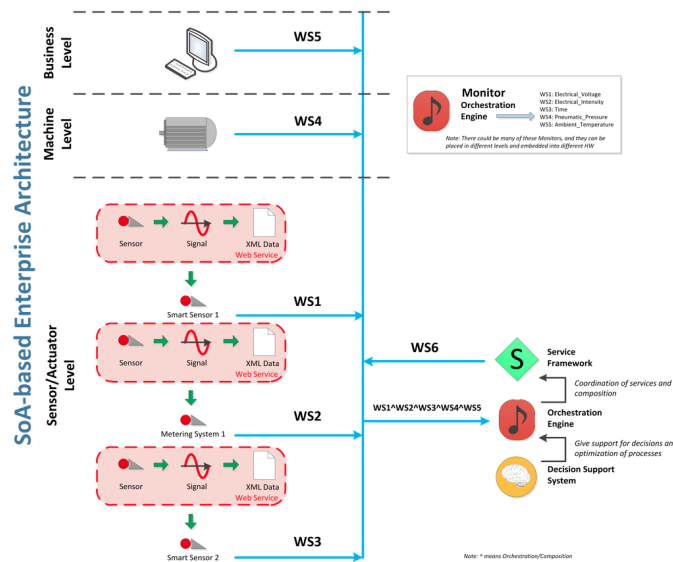 SoA-based Enterprise Architecture
Business
Level
WS5
Machine
Level
WS4
Monitor
Orchestration
Engine
WS1: Electrical_Voltage
WS2: Electrical_Intensity
WS3: Time
WS4: Pneumatic_Pressure
WS5: Ambient_Temperature
Note: There could be many of these Monitors, and they can be
placed in different levels and embedded into different HW
Sensor/Actuator
Level
Sensor
Signal
XML Data
Web Service
Smart Sensor 1
WS1
Sensor
Signal
XML Data
Web Service
Metering System 1
WS2
Sensor
Signal
XML Data
Web Service
Smart Sensor 2
WS3
WS6
S
Service
Framework
Coordination of services and
composition
WS1^WS2^WS3^WS4^WS5
Orchestration
Engine
Give support for decisions an
optimization of processes
Decision Support
System
Note: ^ means Orchestration/Composition